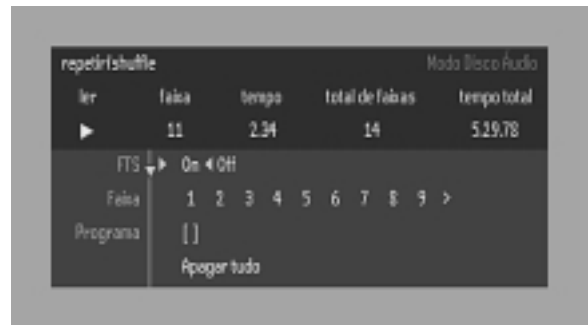 repetir/shuffle Modo Disco Áudio
ler faixa tempo total de faixas tempo total
11 2.34 14 5.29.78
FTS On Off
Faixa 1 2 3 4 5 6 7 8 9 >
Programa [ ]
Apagar tudo